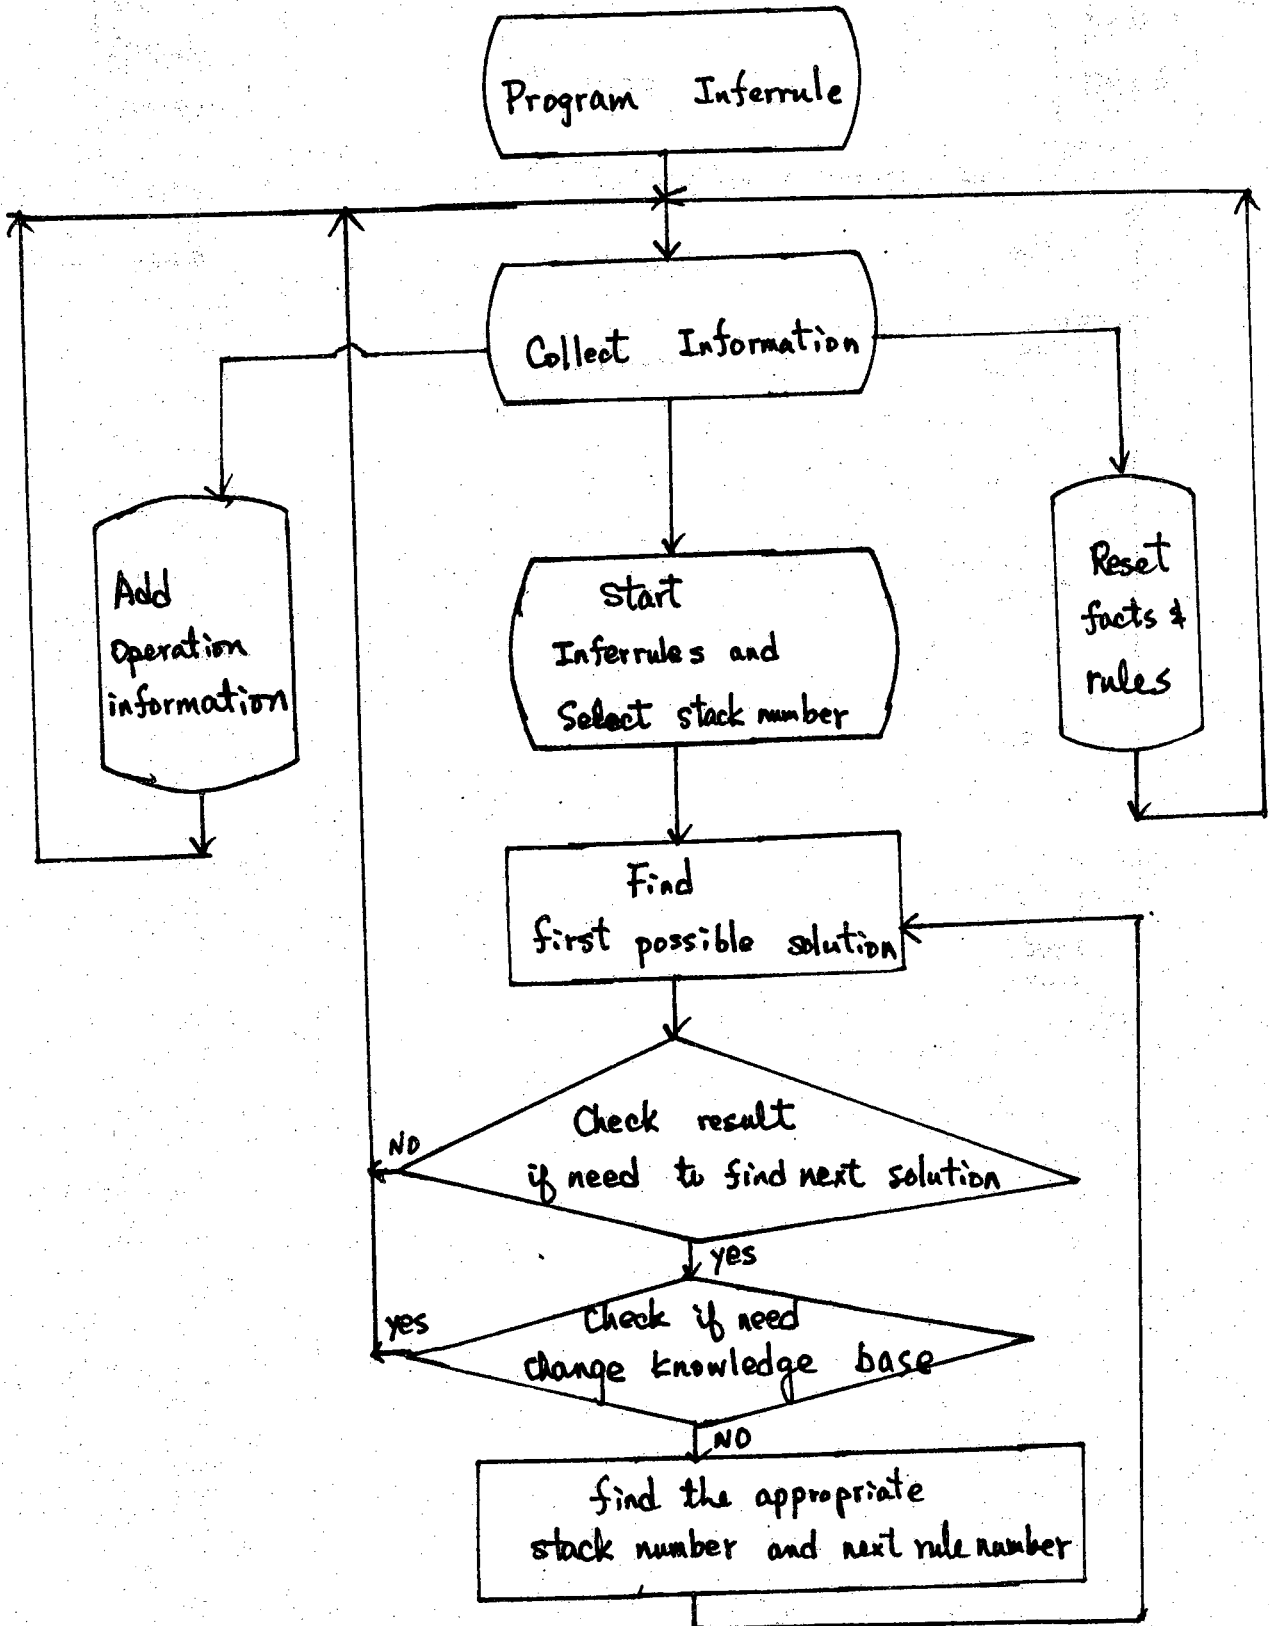 Program Inferrule
Collect Information
Add
Operation
information
Start
Inferrules and
Select stack number
Reset
facts &
rules
Find
first possible solution
Check result
if need to find next solution
NO
yes
Check if need
change knowledge base
yes
NO
find the appropriate
stack number and next rule number